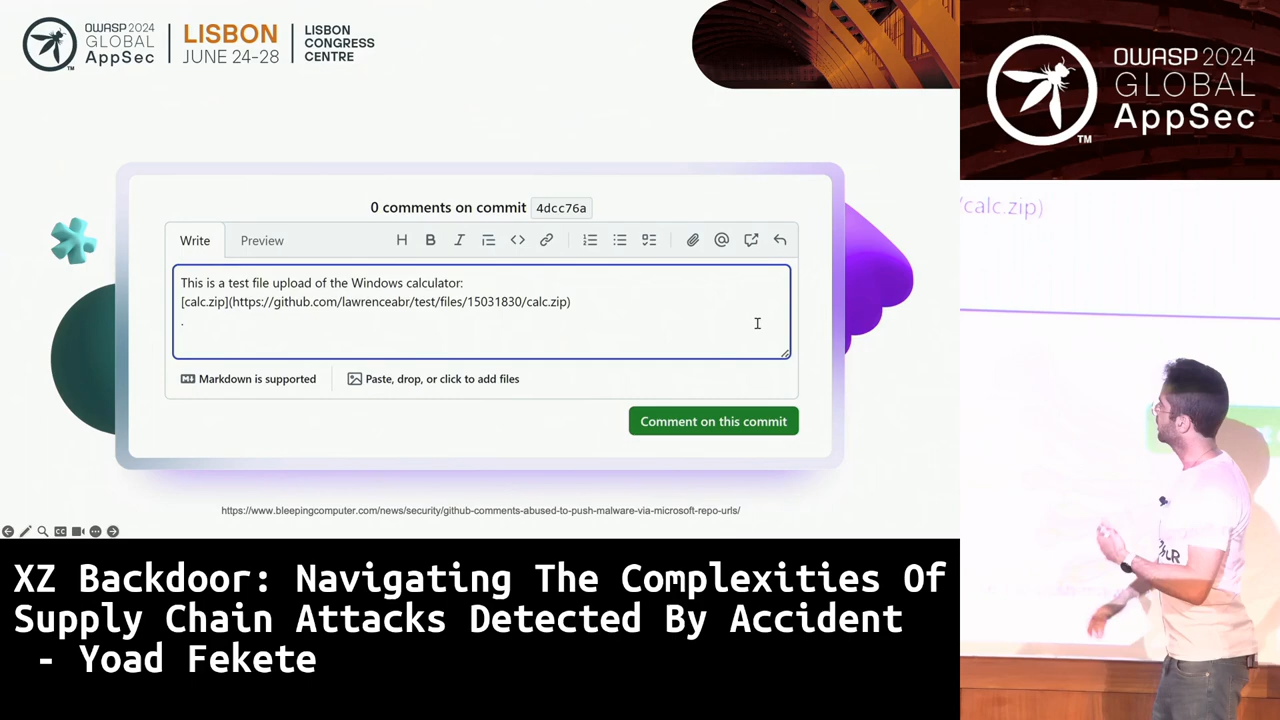 OWASP 2024
GLOBAL
AppSec
TM
LISBON
JUNE 24-28
LISBON
CONGRESS
CENTRE
OWASP 2024
GLOBAL
AppSec
TM
/calc.zip)
0 comments on commit 4dcc76a
Write
Preview
This is a test file upload of the Windows calculator:
[calc.zip](https://github.com/lawrenceabr/test/files/15031830/calc.zip)
.
Markdown is supported
Paste, drop, or click to add files
Comment on this commit
https://www.bleepingcomputer.com/news/security/github-comments-abused-to-push-malware-via-microsoft-repo-urls/
XZ Backdoor: Navigating The Complexities Of
Supply Chain Attacks Detected By Accident
- Yoad Fekete